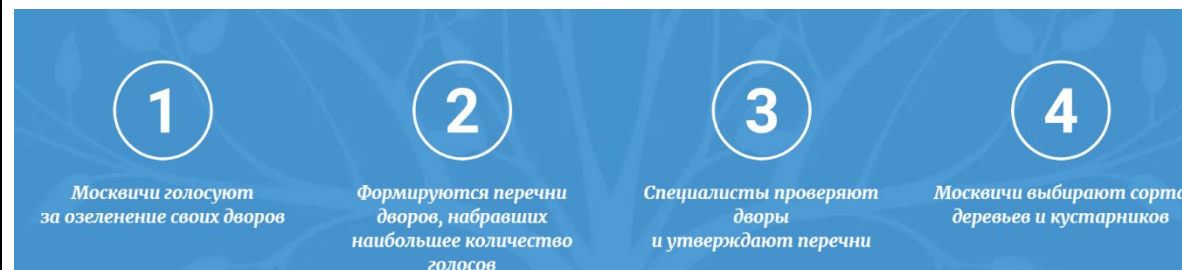 1
Москвичи голосуют
за озеленение своих дворов
2
Формируются перечни
дворов, набравших
наибольшее количество
голосов
3
Специалисты проверяют
дворы
и утверждают перечни
4
Москвичи выбирают сорта
деревьев и кустарников